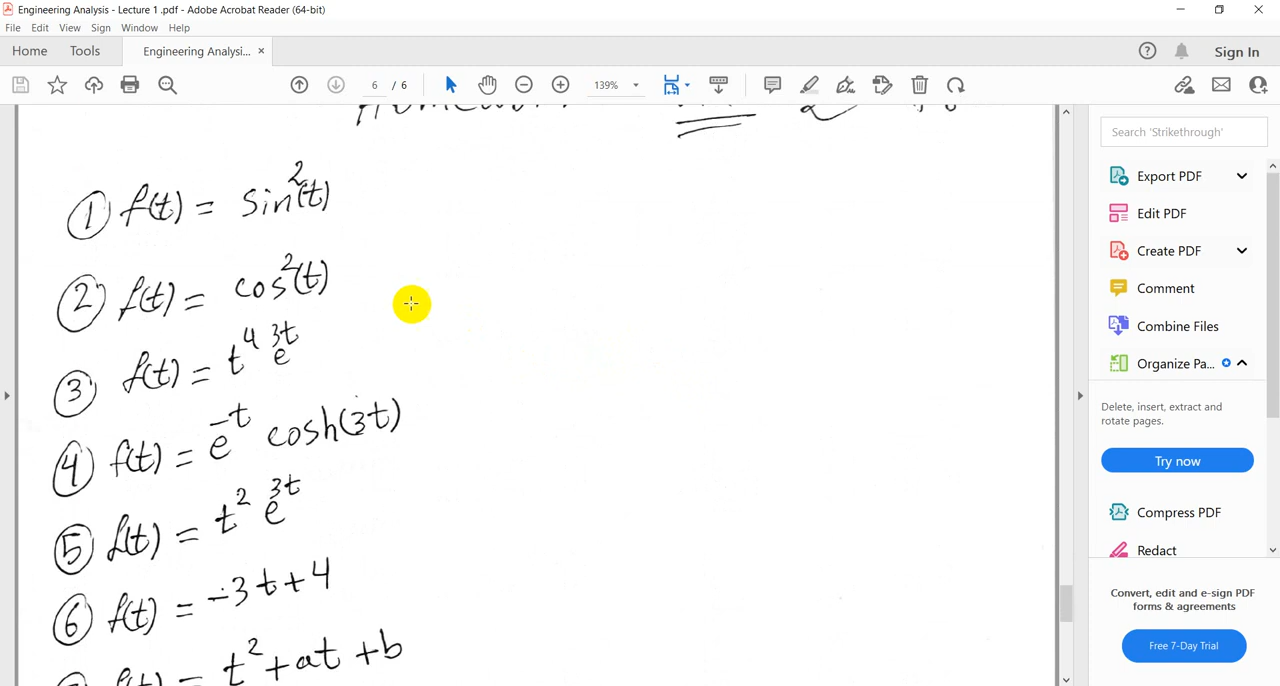 Engineering Analysis - Lecture 1 .pdf - Adobe Acrobat Reader (64-bit)
File Edit View Sign Window Help
Home Tools Engineering Analysi... × Sign In
6 / 6 139%
Homework
① f(t) = sin²(t)
② f(t) = cos²(t)
③ f(t) = t⁴ e³ᵗ
④ f(t) = e⁻ᵗ cosh(3t)
⑤ f(t) = t² e³ᵗ
⑥ f(t) = -3t+4
f(t) = t²+at+b
Search 'Strikethrough'
Export PDF
Edit PDF
Create PDF
Comment
Combine Files
Organize Pa...
Delete, insert, extract and
rotate pages.
Try now
Compress PDF
Redact
Convert, edit and e-sign PDF
forms & agreements
Free 7-Day Trial